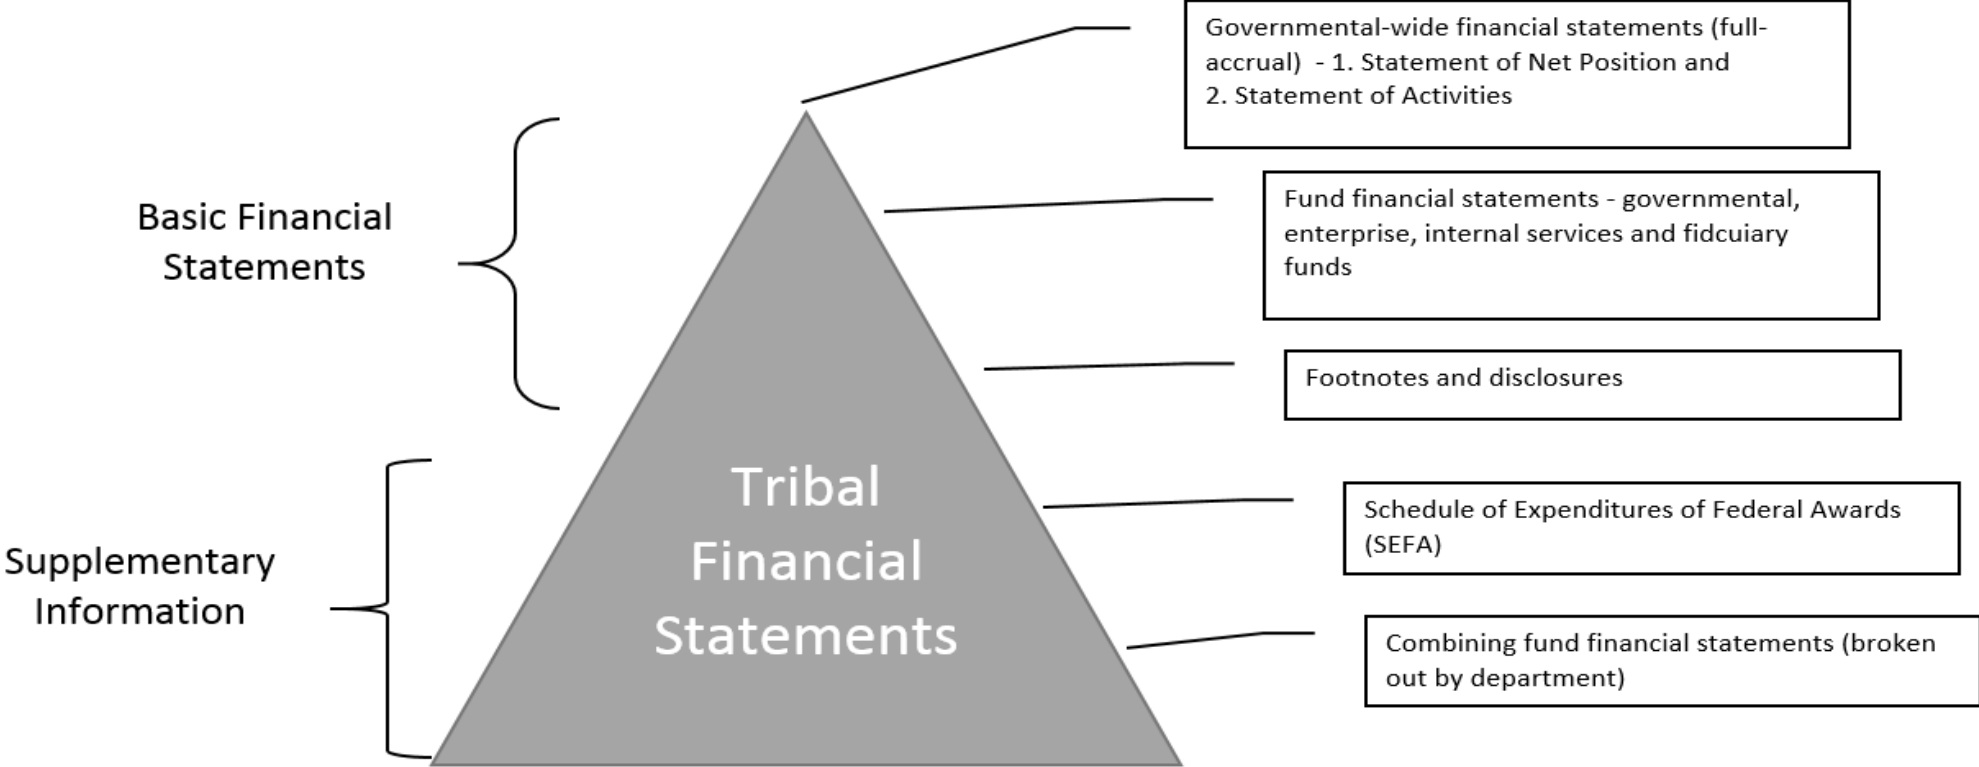 Governmental-wide financial statements (full-
accrual)  - 1. Statement of Net Position and
2. Statement of Activities
Basic Financial
Statements
Fund financial statements - governmental,
enterprise, internal services and fidcuiary
funds
Footnotes and disclosures
Tribal
Financial
Statements
Supplementary
Information
Schedule of Expenditures of Federal Awards
(SEFA)
Combining fund financial statements (broken
out by department)